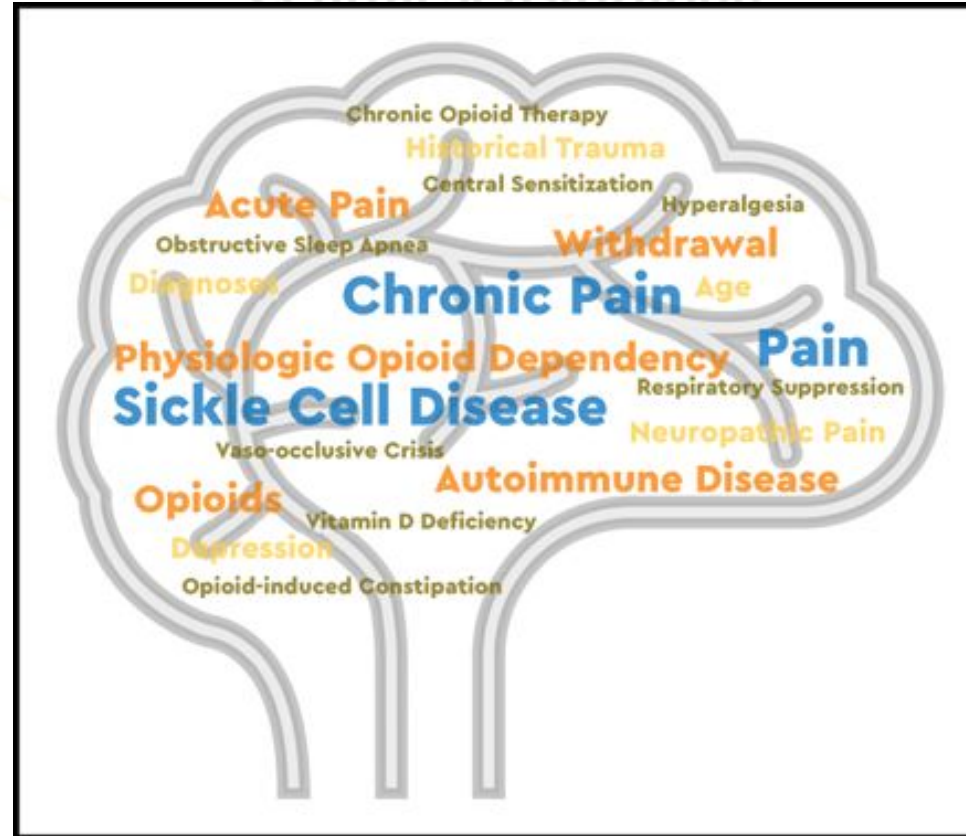 Chronic Opioid Therapy
Historical Trauma
Central Sensitization
Acute Pain
Hyperalgesia
Obstructive Sleep Apnea
Withdrawal
Diagnoses
Age
Chronic Pain
Pain
Physiologic Opioid Dependency
Respiratory Suppression
Sickle Cell Disease
Neuropathic Pain
Vaso-occlusive Crisis
Autoimmune Disease
Opioids
Vitamin D Deficiency
Depression
Opioid-induced Constipation